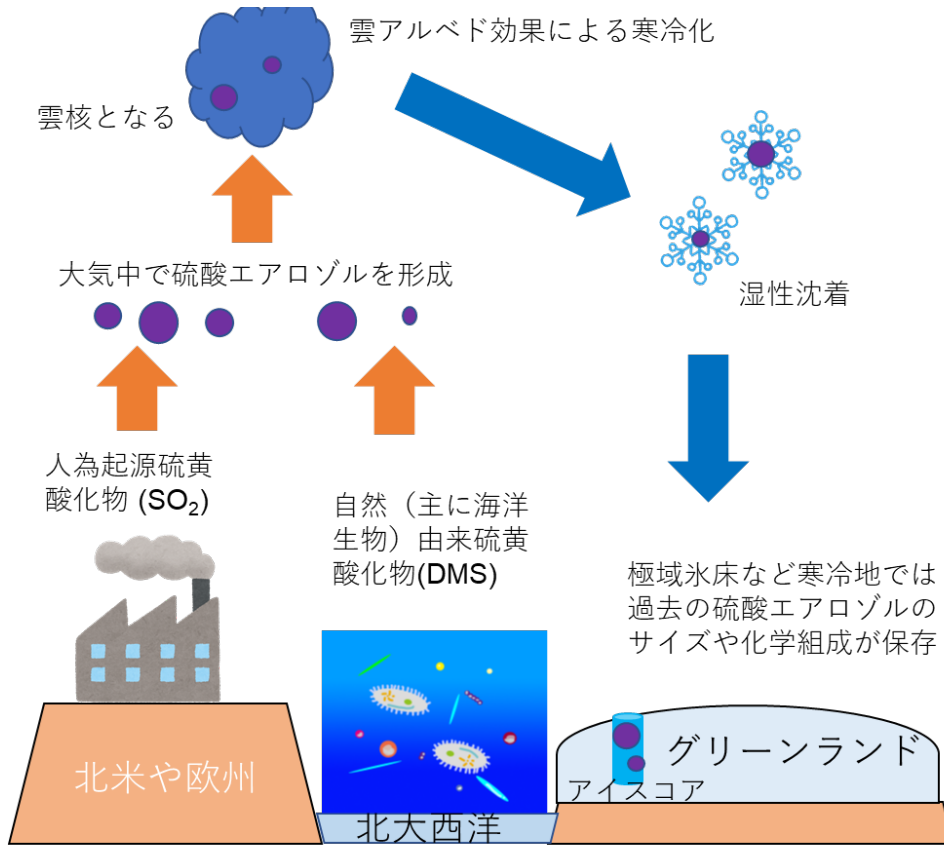 雲アルベド効果による寒冷化
雲核となる
大気中で硫酸エアロゾルを形成
湿性沈着
人為起源硫黄
酸化物 (SO₂)
自然（主に海洋
生物）由来硫黄
酸化物(DMS)
極域氷床など寒冷地では
過去の硫酸エアロゾルの
サイズや化学組成が保存
北米や欧州
北大西洋
グリーンランド
アイスコア